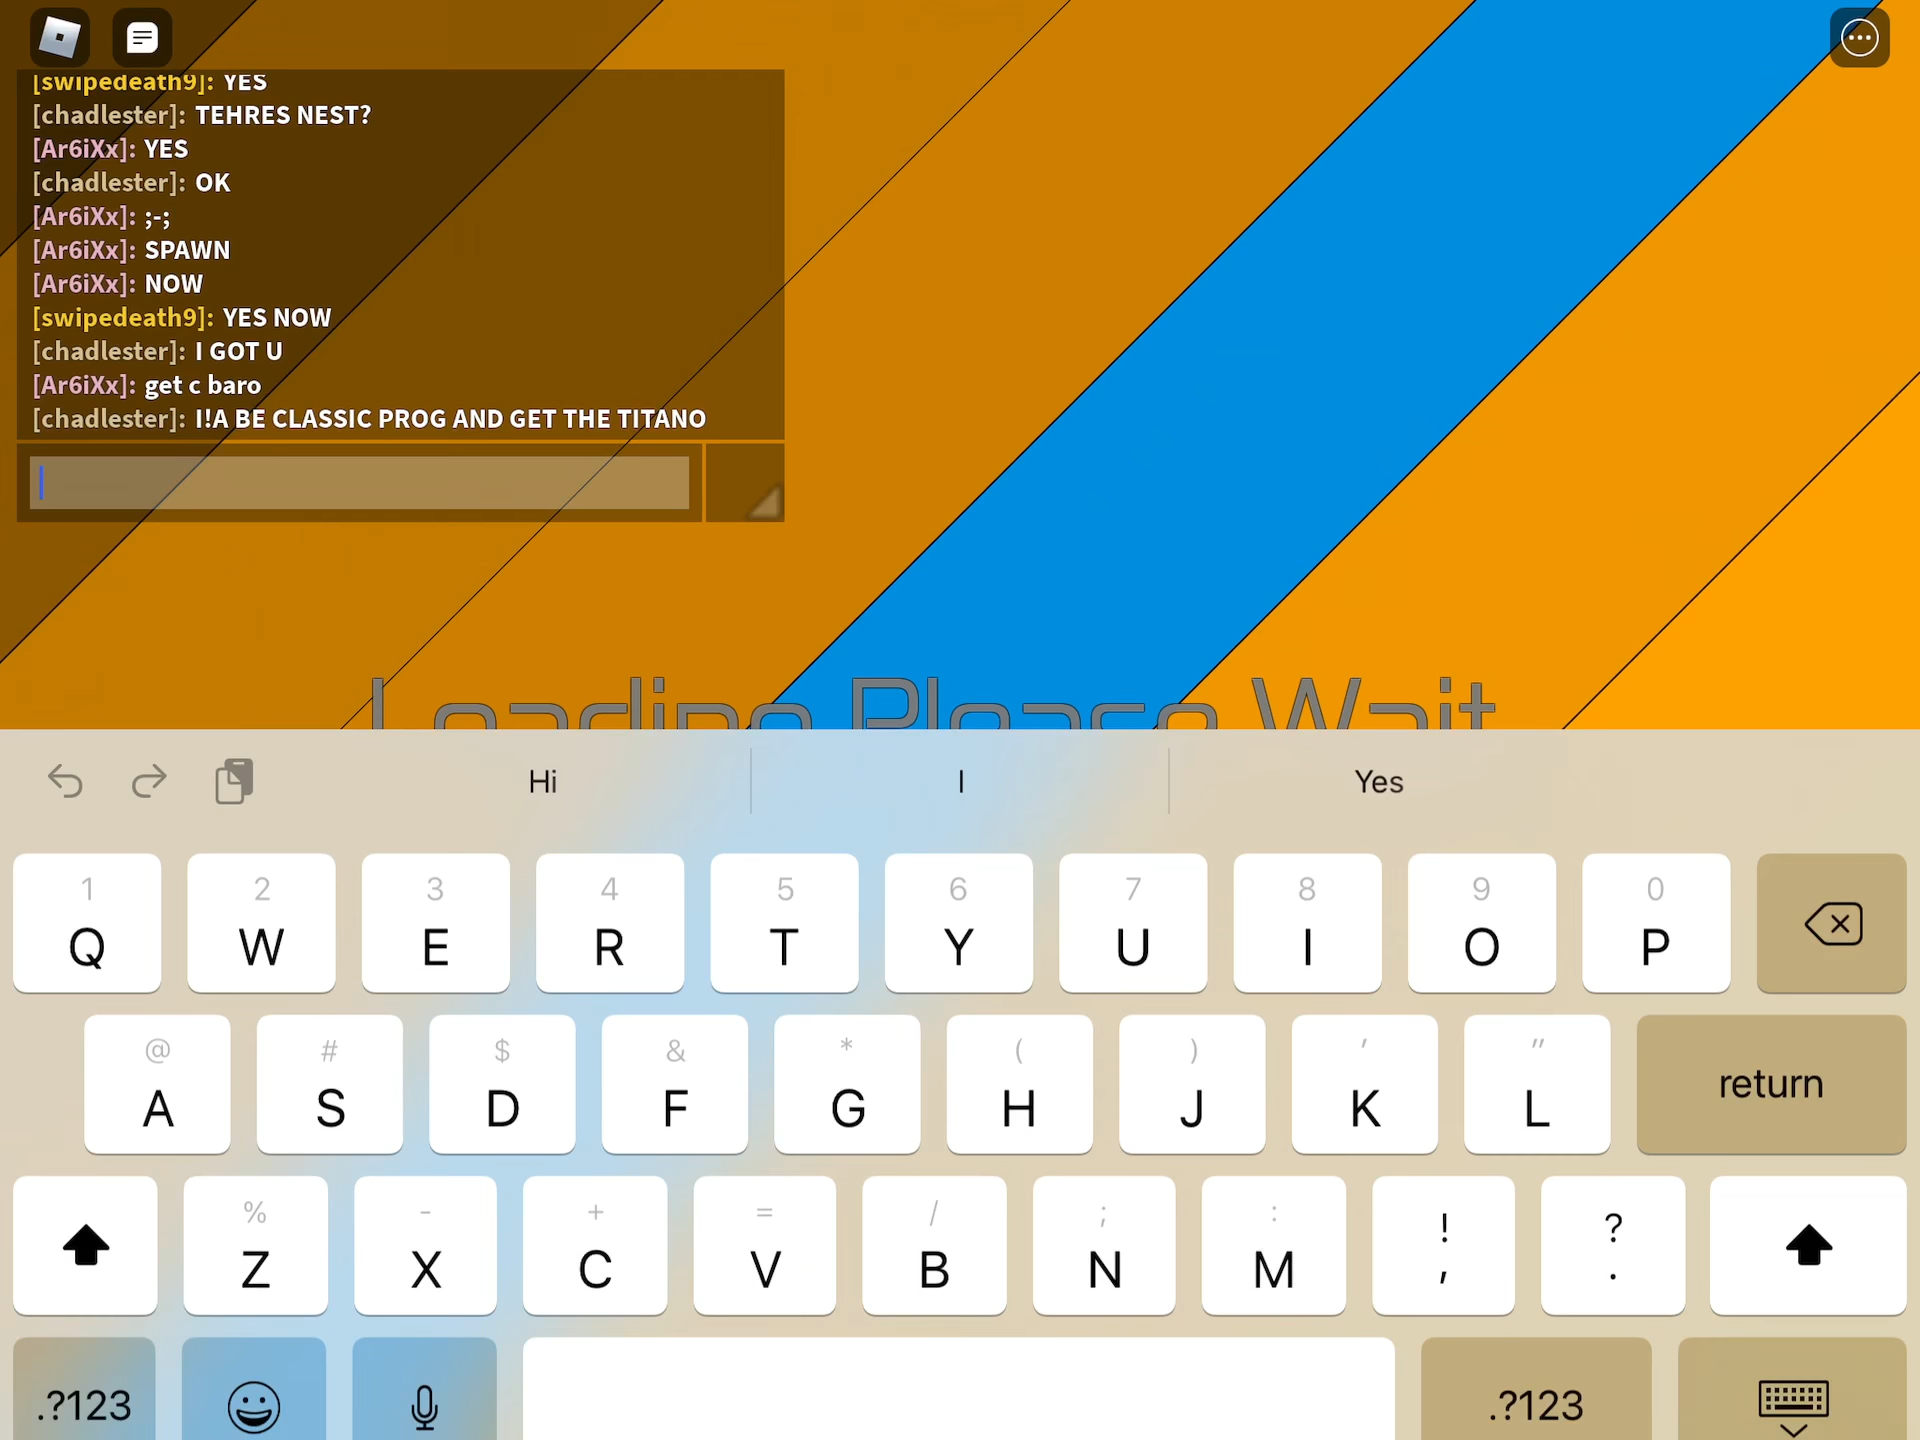 [swipedeath9]: YES
[chadlester]: TEHRES NEST?
[Ar6iXx]: YES
[chadlester]: OK
[Ar6iXx]: ;-;
[Ar6iXx]: SPAWN
[Ar6iXx]: NOW
[swipedeath9]: YES NOW
[chadlester]: I GOT U
[Ar6iXx]: get c baro
[chadlester]: I!A BE CLASSIC PROG AND GET THE TITANO
Loading Please Wait
Hi I Yes
1 2 3 4 5 6 7 8 9 0
Q W E R T Y U I O P
@ # $ & * ( ) ' "
A S D F G H J K L return
% - + = / ; : ! ?
Z X C V B N M , .
.?123 .?123